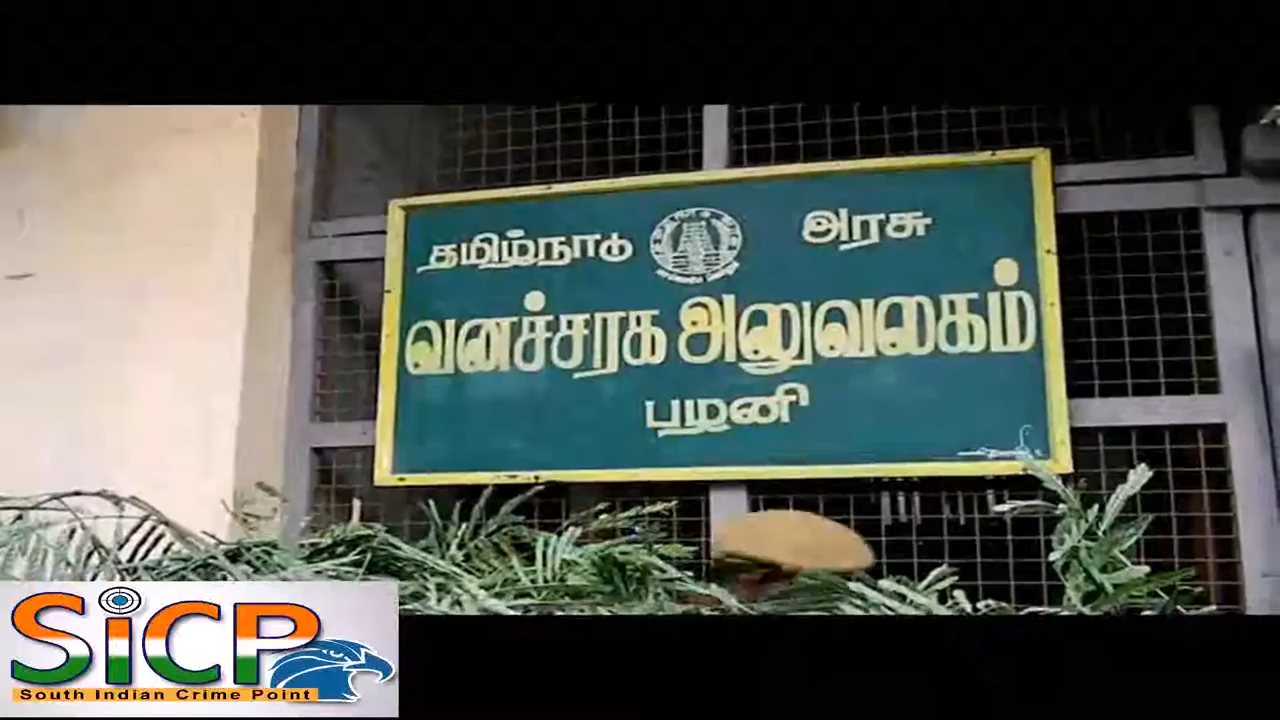 தமிழ்நாடு அரசு
வனச்சரக அலுவலகம்
பழனி
SiCP
South Indian Crime Point